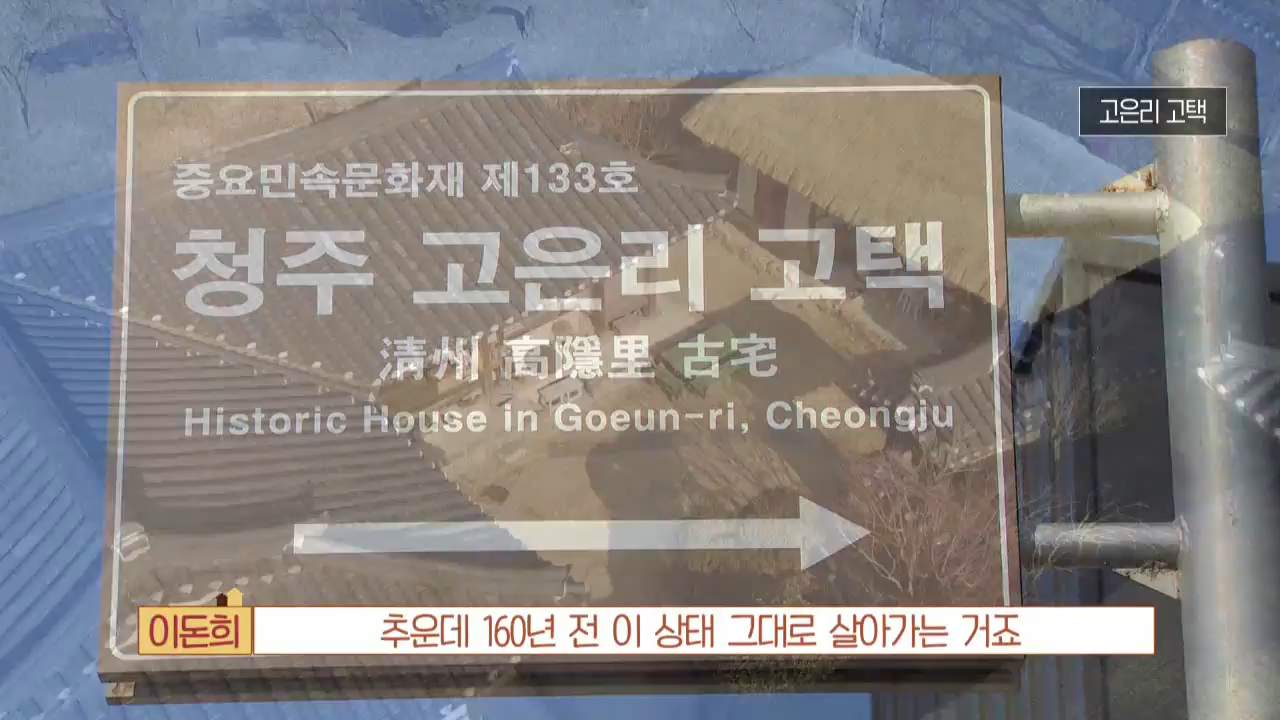 고은리 고택
중요민속문화재 제133호
청주 고은리 고택
淸州 高隱里 古宅
Historic House in Goeun-ri, Cheongju
이돈희 추운데 160년 전 이 상태 그대로 살아가는 거죠